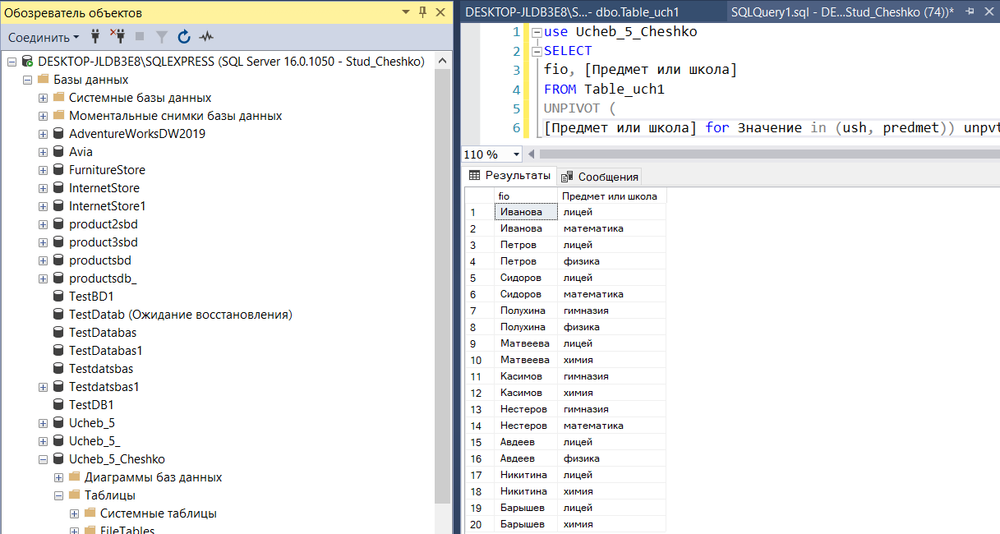 Обозреватель объектов
Соединить
DESKTOP-JLDB3E8\SQLEXPRESS (SQL Server 16.0.1050 - Stud_Cheshko)
Базы данных
Системные базы данных
Моментальные снимки базы данных
AdventureWorksDW2019
Avia
FurnitureStore
InternetStore
InternetStore1
product2sbd
product3sbd
productsbd
productsdb_
TestBD1
TestDatab (Ожидание восстановления)
TestDatabas
TestDatabas1
Testdatsbas
Testdatsbas1
TestDB1
Ucheb_5
Ucheb_5_
Ucheb_5_Cheshko
Диаграммы баз данных
Таблицы
Системные таблицы
FileTables
DESKTOP-JLDB3E8\S...- dbo.Table_uch1 SQLQuery1.sql - DE...Stud_Cheshko (74))*
1 use Ucheb_5_Cheshko
2 SELECT
3 fio, [Предмет или школа]
4 FROM Table_uch1
5 UNPIVOT (
6 [Предмет или школа] for Значение in (ush, predmet)) unpvt
110 %
Результаты Сообщения
fio Предмет или школа
1 Иванова лицей
2 Иванова математика
3 Петров лицей
4 Петров физика
5 Сидоров лицей
6 Сидоров математика
7 Полухина гимназия
8 Полухина физика
9 Матвеева лицей
10 Матвеева химия
11 Касимов гимназия
12 Касимов химия
13 Нестеров гимназия
14 Нестеров математика
15 Авдеев лицей
16 Авдеев физика
17 Никитина лицей
18 Никитина химия
19 Барышев лицей
20 Барышев химия